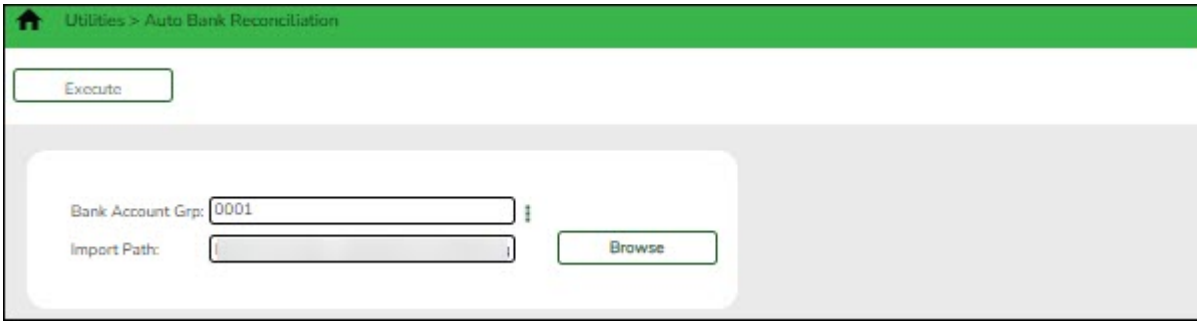 Utilities > Auto Bank Reconciliation
Execute
Bank Account Grp: 0001
Import Path:
Browse